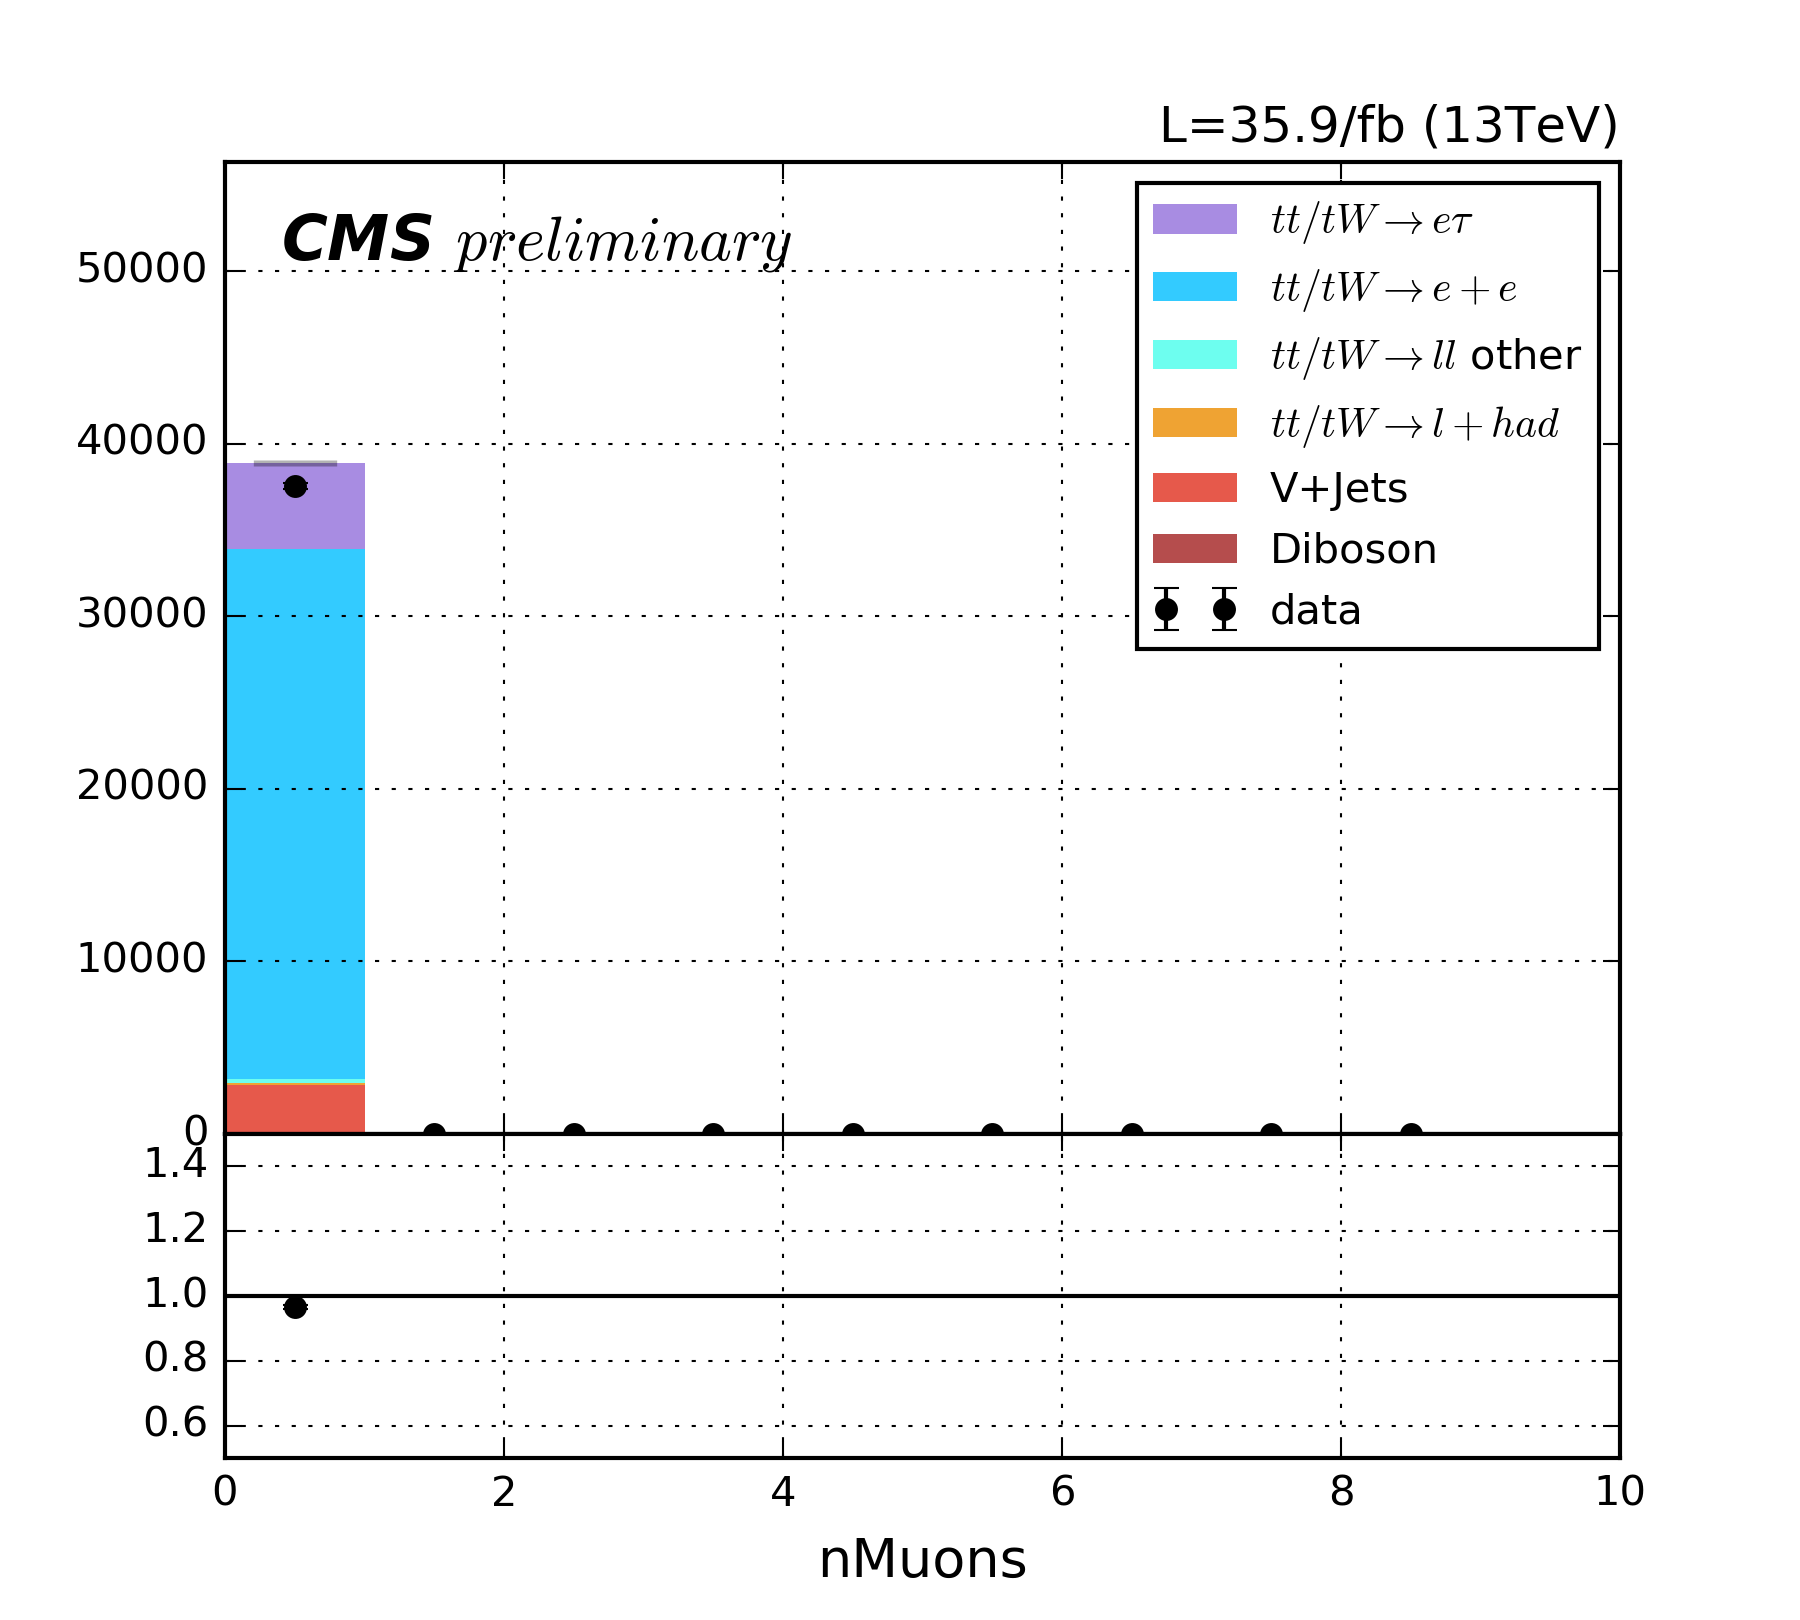 L=35.9/fb (13TeV)
CMS preliminary
tt/tW→eτ
tt/tW→e+e
tt/tW→ll other
tt/tW→l+had
V+Jets
Diboson
data
50000
40000
30000
20000
10000
0
1.4
1.2
1.0
0.8
0.6
0 2 4 6 8 10
nMuons